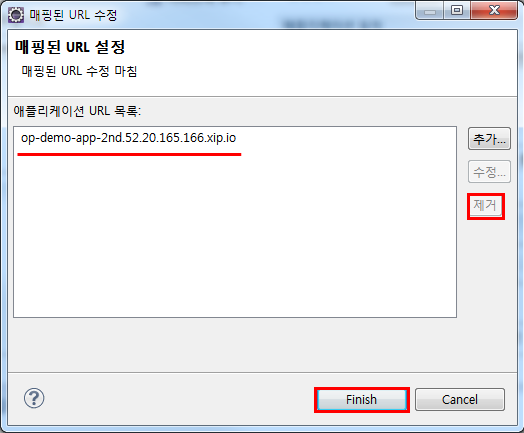 매핑된 URL 수정
매핑된 URL 설정
매핑된 URL 수정 마침
애플리케이션 URL 목록:
op-demo-app-2nd.52.20.165.166.xip.io
추가...
수정...
제거
?
Finish
Cancel